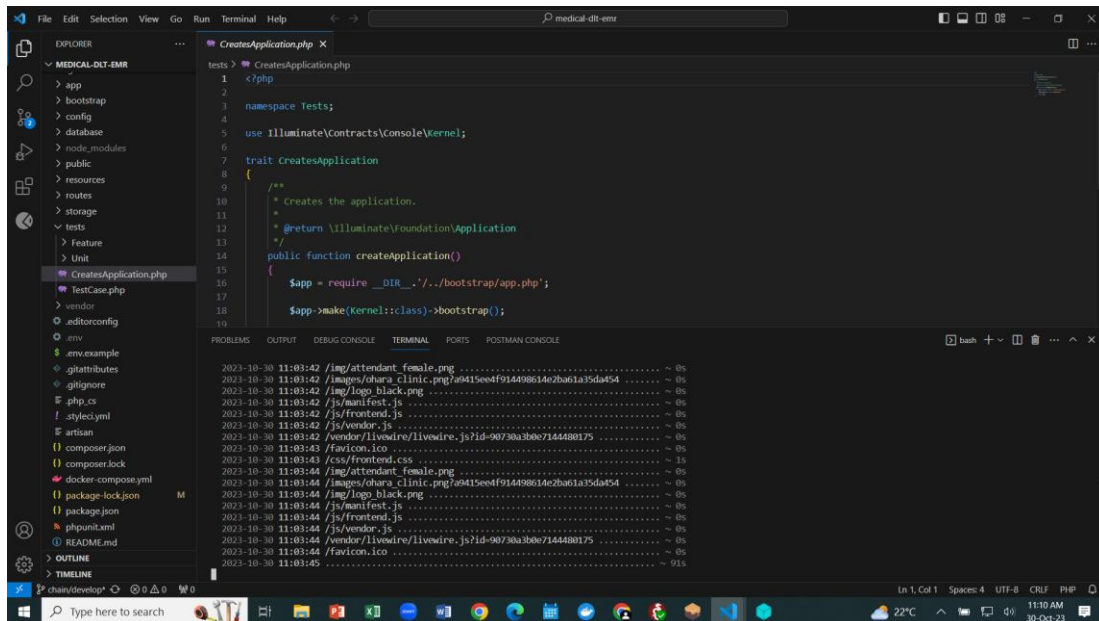 File Edit Selection View Go Run Terminal Help
medical-dlt-emr
EXPLORER
MEDICAL-DLT-EMR
app
bootstrap
config
database
node_modules
public
resources
routes
storage
tests
Feature
Unit
CreatesApplication.php
TestCase.php
vendor
.editorconfig
.env
.env.example
.gitattributes
.gitignore
.php_cs
.styleci.yml
artisan
composer.json
composer.lock
docker-compose.yml
package-lock.json M
package.json
phpunit.xml
README.md
OUTLINE
TIMELINE
2
CreatesApplication.php
tests > CreatesApplication.php
1 <?php
2
3 namespace Tests;
4
5 use Illuminate\Contracts\Console\Kernel;
6
7 trait CreatesApplication
8 {
9 /**
10 * Creates the application.
11 *
12 * @return \Illuminate\Foundation\Application
13 */
14 public function createApplication()
15 {
16 $app = require __DIR__.'/../bootstrap/app.php';
17
18 $app->make(Kernel::class)->bootstrap();
19
PROBLEMS OUTPUT DEBUG CONSOLE TERMINAL PORTS POSTMAN CONSOLE
bash
2023-10-30 11:03:42 /img/attendant_female.png ~ 0s
2023-10-30 11:03:42 /images/ohara_clinic.png?a9415ee4f914498614e2ba61a35da454 ~ 0s
2023-10-30 11:03:42 /img/logo_black.png ~ 0s
2023-10-30 11:03:42 /js/manifest.js ~ 0s
2023-10-30 11:03:42 /js/frontend.js ~ 0s
2023-10-30 11:03:42 /js/vendor.js ~ 0s
2023-10-30 11:03:42 /vendor/livewire/livewire.js?id=90730a3b0e7144480175 ~ 0s
2023-10-30 11:03:43 /favicon.ico ~ 0s
2023-10-30 11:03:43 /css/frontend.css ~ 1s
2023-10-30 11:03:44 /img/attendant_female.png ~ 0s
2023-10-30 11:03:44 /images/ohara_clinic.png?a9415ee4f914498614e2ba61a35da454 ~ 0s
2023-10-30 11:03:44 /img/logo_black.png ~ 0s
2023-10-30 11:03:44 /js/manifest.js ~ 0s
2023-10-30 11:03:44 /js/frontend.js ~ 0s
2023-10-30 11:03:44 /js/vendor.js ~ 0s
2023-10-30 11:03:44 /vendor/livewire/livewire.js?id=90730a3b0e7144480175 ~ 0s
2023-10-30 11:03:44 /favicon.ico ~ 0s
2023-10-30 11:03:45 ~ 91s
chain/develop* 0 0 0
Ln 1, Col 1 Spaces: 4 UTF-8 CRLF PHP
Type here to search
22°C
11:10 AM
30-Oct-23